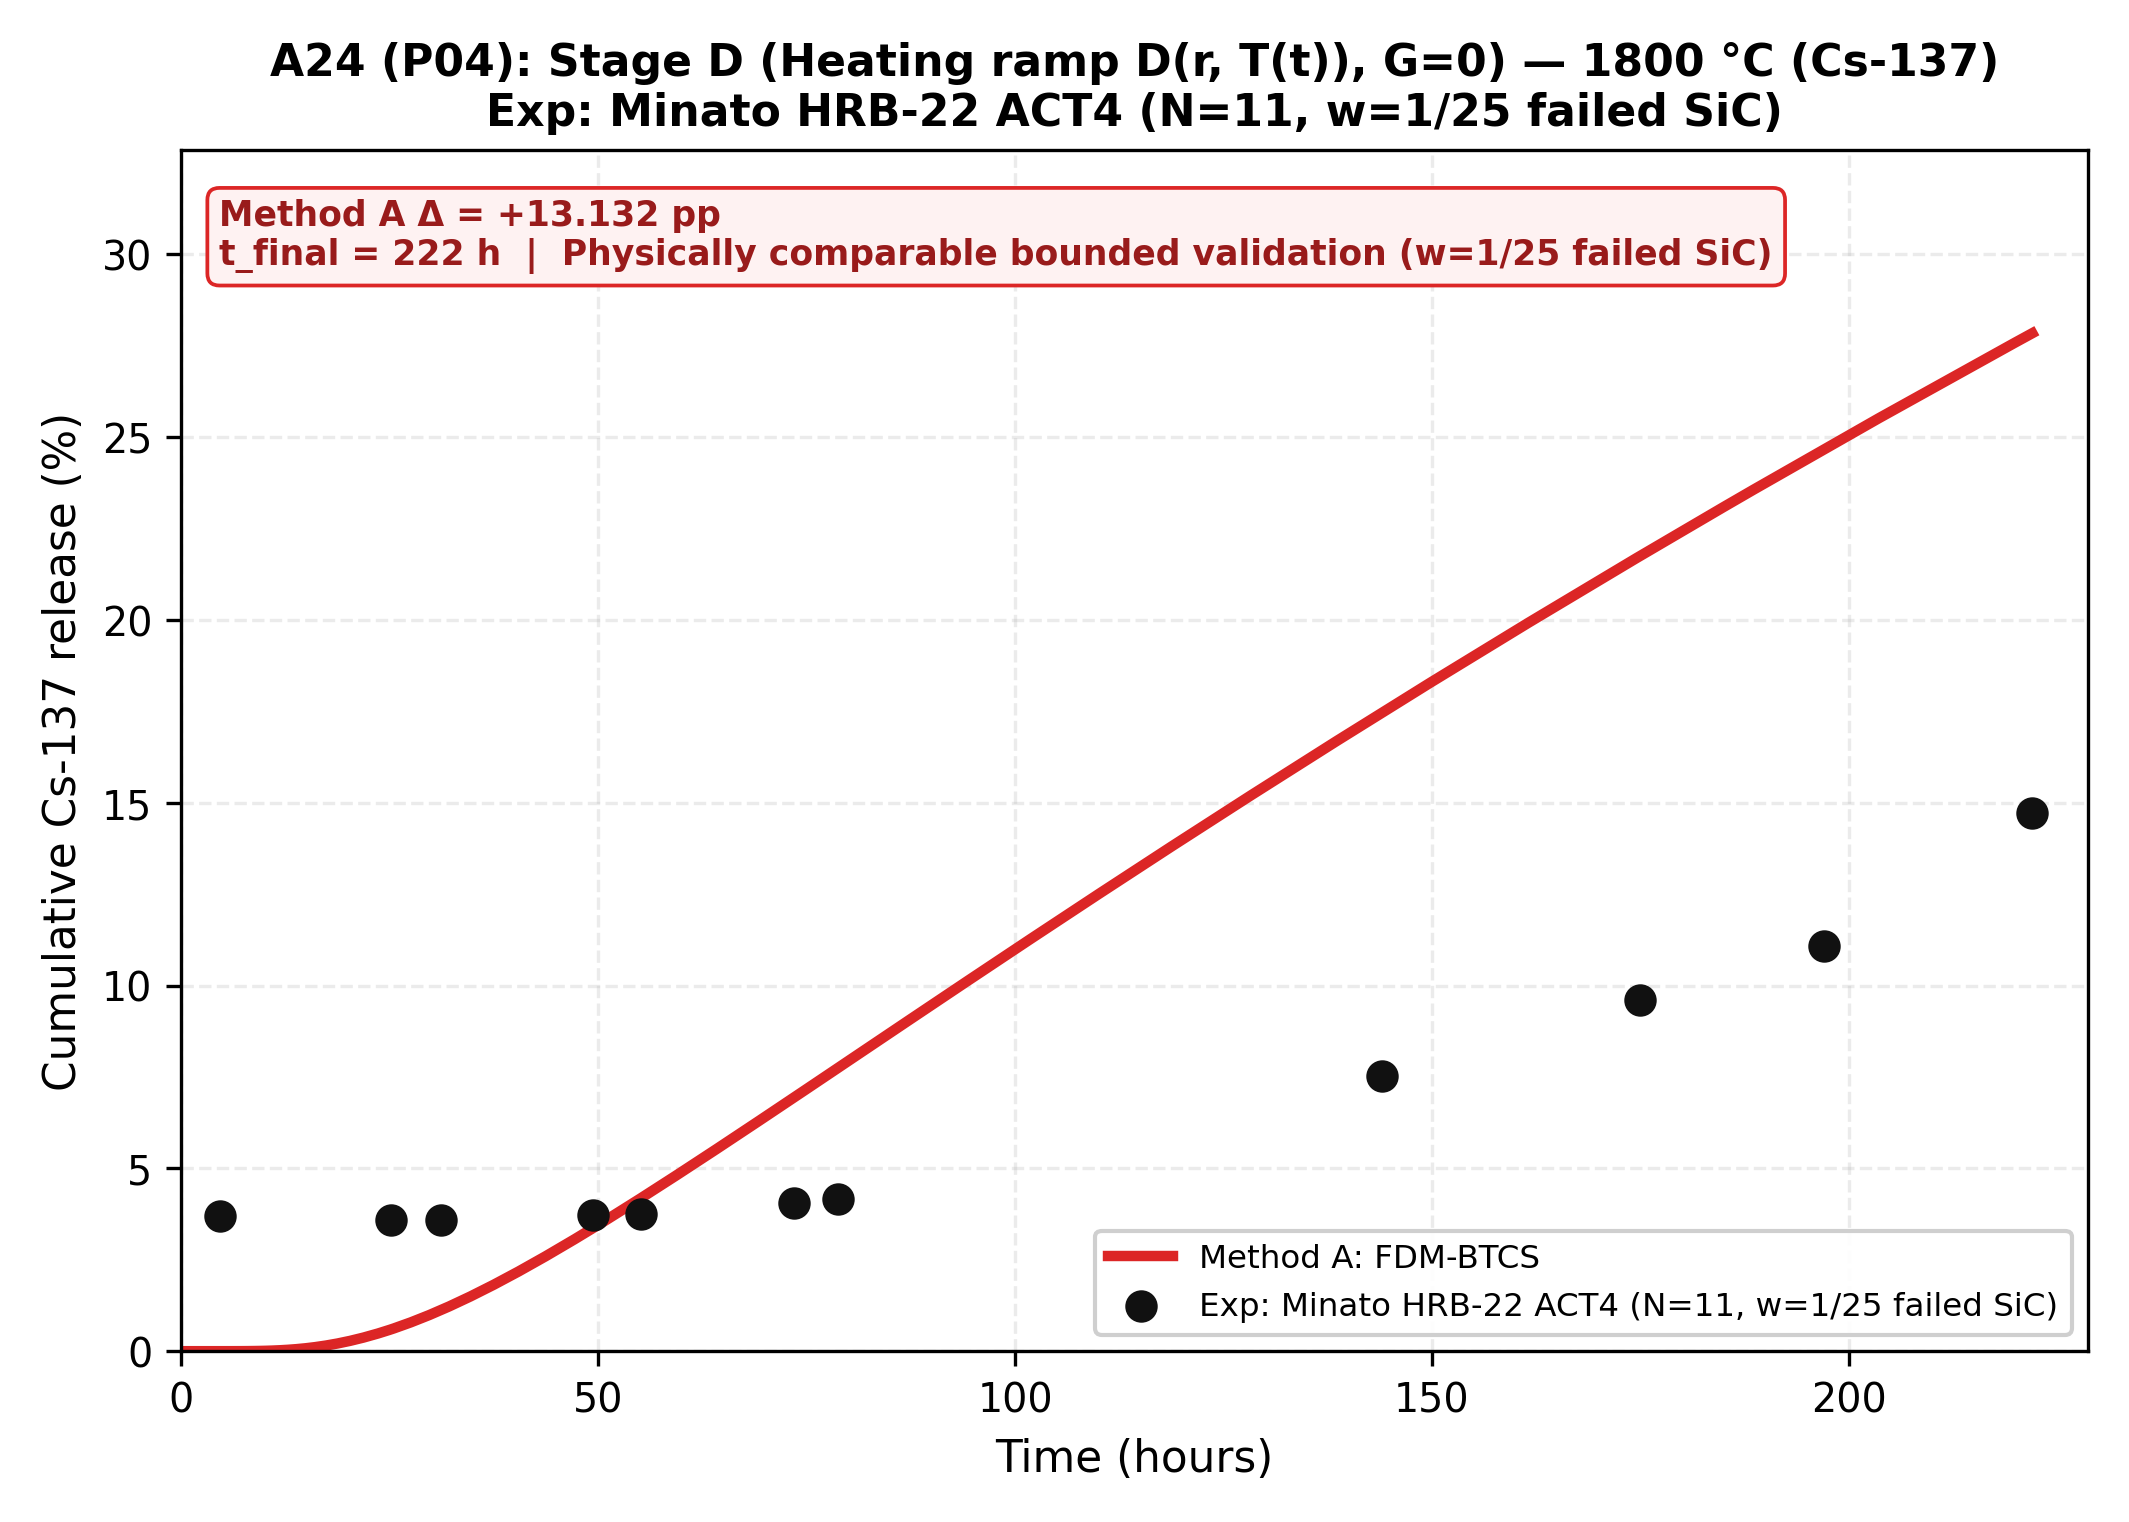 A24 (P04): Stage D (Heating ramp D(r, T(t)), G=0) — 1800 °C (Cs-137)
Exp: Minato HRB-22 ACT4 (N=11, w=1/25 failed SiC)
Method A Δ = +13.132 pp
t_final = 222 h | Physically comparable bounded validation (w=1/25 failed SiC)
Cumulative Cs-137 release (%)
30
25
20
15
10
5
0
Method A: FDM-BTCS
Exp: Minato HRB-22 ACT4 (N=11, w=1/25 failed SiC)
0 50 100 150 200
Time (hours)